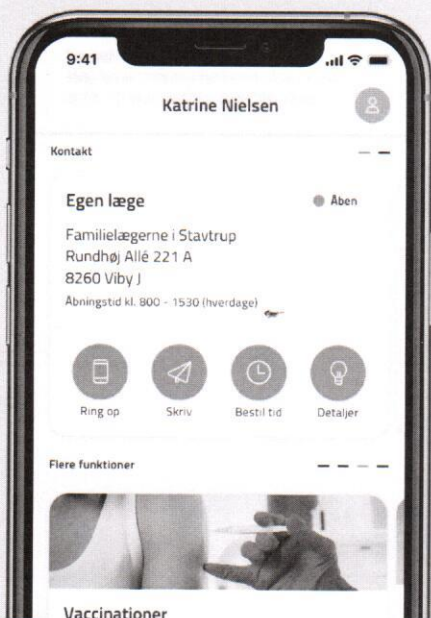 9:41
Katrine Nielsen
Kontakt
Egen læge
Åben
Familielægerne i Stavtrup
Rundhøj Allé 221 A
8260 Viby J
Åbningstid kl. 800 - 1530 (hverdage)
Ring op
Skriv
Bestil tid
Detaljer
Flere funktioner
Vaccinationer